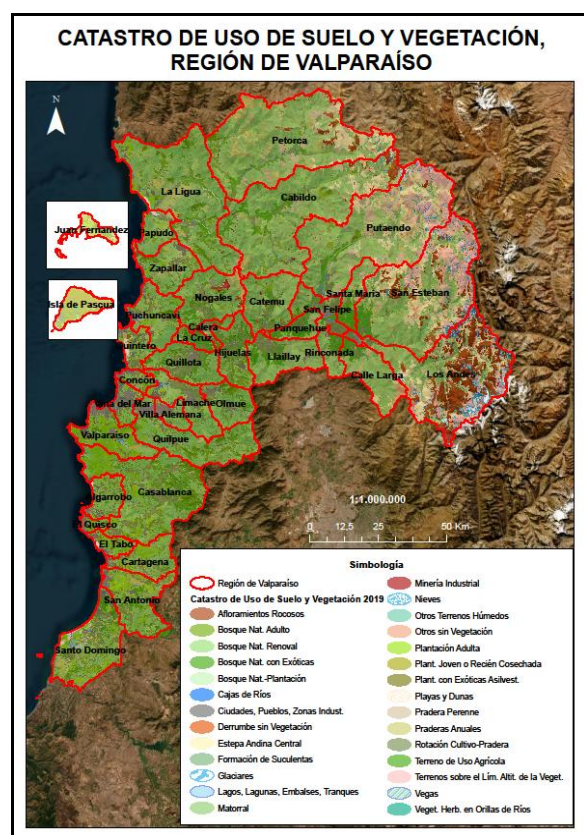 CATASTRO DE USO DE SUELO Y VEGETACIÓN,
REGIÓN DE VALPARAÍSO
N
Petorca
La Ligua
Cabildo
Juan Fernandez
Papudo
Putaendo
Zapallar
Isla de Pascua
Nogales
Catemu
Santa Maria
San Esteban
Puchuncavi
San Felipe
Calera
Panquehue
La Cruz
Quintero
Hijuelas
Quillota
Llaillay
Rinconada
Calle Larga
Los Andes
Concón
Limache
Olmue
Viña del Mar
Villa Alemana
Valparaiso
Quilpue
Casablanca
Algarrobo
1:1.000.000
El Quisco
0 12,5 25 50 Km
El Tabo
Cartagena
San Antonio
Santo Domingo
Simbología
Región de Valparaíso
Catastro de Uso de Suelo y Vegetación 2019
Afloramientos Rocosos
Bosque Nat. Adulto
Bosque Nat. Renoval
Bosque Nat. con Exóticas
Bosque Nat.-Plantación
Cajas de Ríos
Ciudades, Pueblos, Zonas Indust.
Derrumbe sin Vegetación
Estepa Andina Central
Formación de Suculentas
Glaciares
Lagos, Lagunas, Embalses, Tranques
Matorral
Minería Industrial
Nieves
Otros Terrenos Húmedos
Otros sin Vegetación
Plantación Adulta
Plant. Joven o Recién Cosechada
Plant. con Exóticas Asilvest.
Playas y Dunas
Pradera Perenne
Praderas Anuales
Rotación Cultivo-Pradera
Terreno de Uso Agrícola
Terrenos sobre el Lím. Altit. de la Veget.
Vegas
Veget. Herb. en Orillas de Ríos